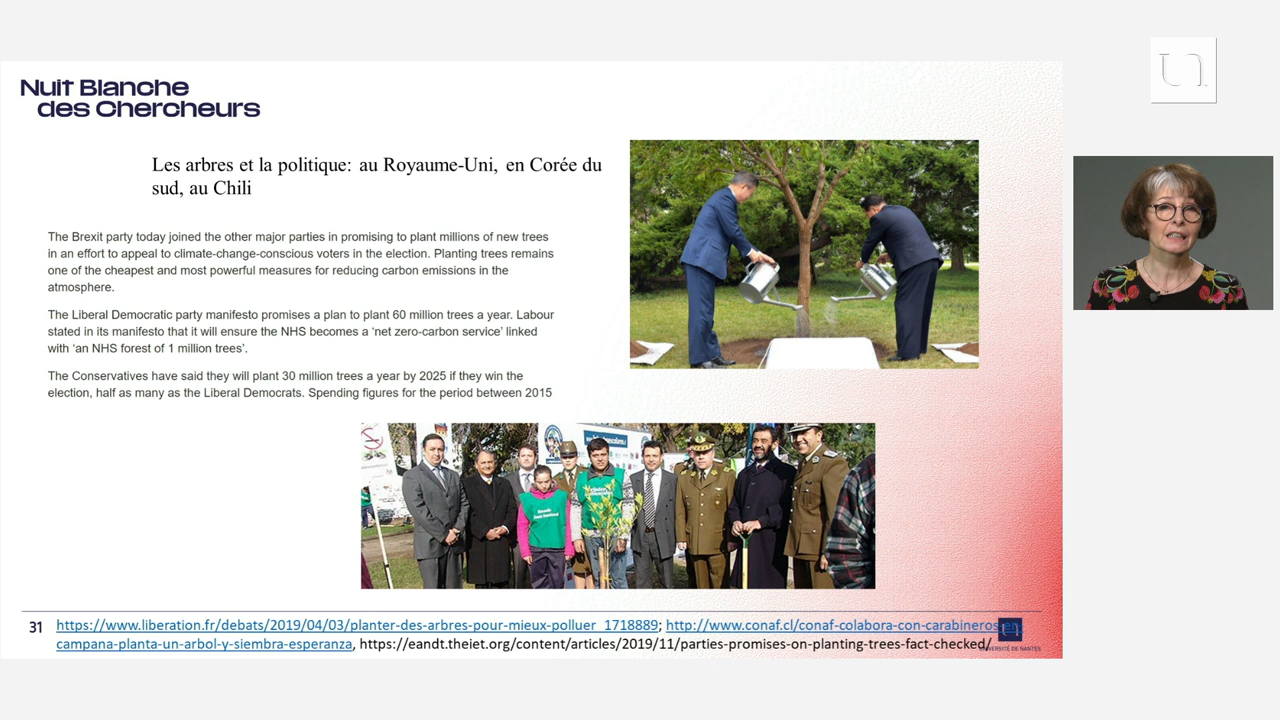 Nuit Blanche
des Chercheurs
Les arbres et la politique: au Royaume-Uni, en Corée du
sud, au Chili
The Brexit party today joined the other major parties in promising to plant millions of new trees
in an effort to appeal to climate-change-conscious voters in the election. Planting trees remains
one of the cheapest and most powerful measures for reducing carbon emissions in the
atmosphere.
The Liberal Democratic party manifesto promises a plan to plant 60 million trees a year. Labour
stated in its manifesto that it will ensure the NHS becomes a ‘net zero-carbon service’ linked
with ‘an NHS forest of 1 million trees’.
The Conservatives have said they will plant 30 million trees a year by 2025 if they win the
election, half as many as the Liberal Democrats. Spending figures for the period between 2015
31
https://www.liberation.fr/debats/2019/04/03/planter-des-arbres-pour-mieux-polluer_1718889; http://www.conaf.cl/conaf-colabora-con-carabineros-en-
campana-planta-un-arbol-y-siembra-esperanza, https://eandt.theiet.org/content/articles/2019/11/parties-promises-on-planting-trees-fact-checked/
UNIVERSITÉ DE NANTES